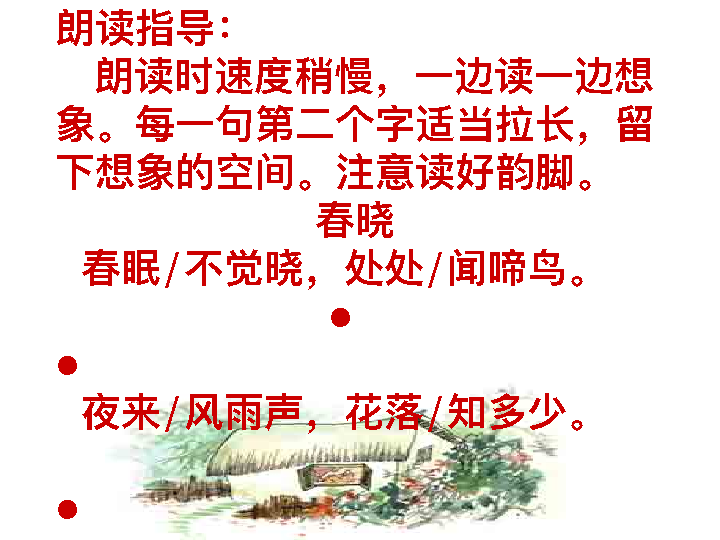 朗读指导：
朗读时速度稍慢，一边读一边想
象。每一句第二个字适当拉长，留
下想象的空间。注意读好韵脚。
春晓
春眠/不觉晓，处处/闻啼鸟。
●
●
夜来/风雨声，花落/知多少。
●